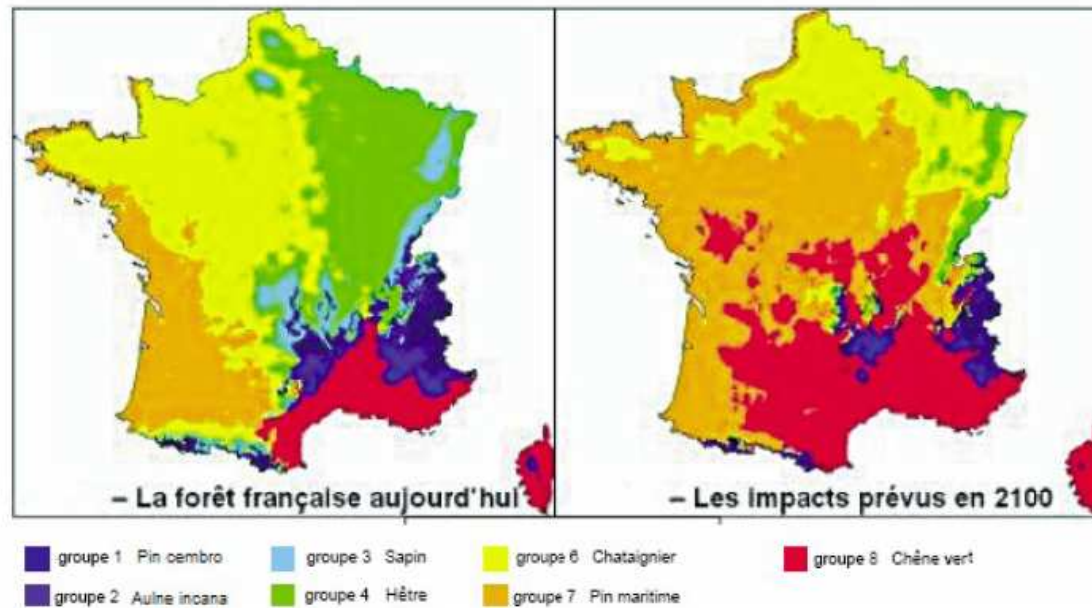 – La forêt française aujourd'hui
– Les impacts prévus en 2100
groupe 1 Pin cembro
groupe 3 Sapin
groupe 6 Chataignier
groupe 8 Chêne vert
groupe 2 Aulne incana
groupe 4 Hêtre
groupe 7 Pin maritime